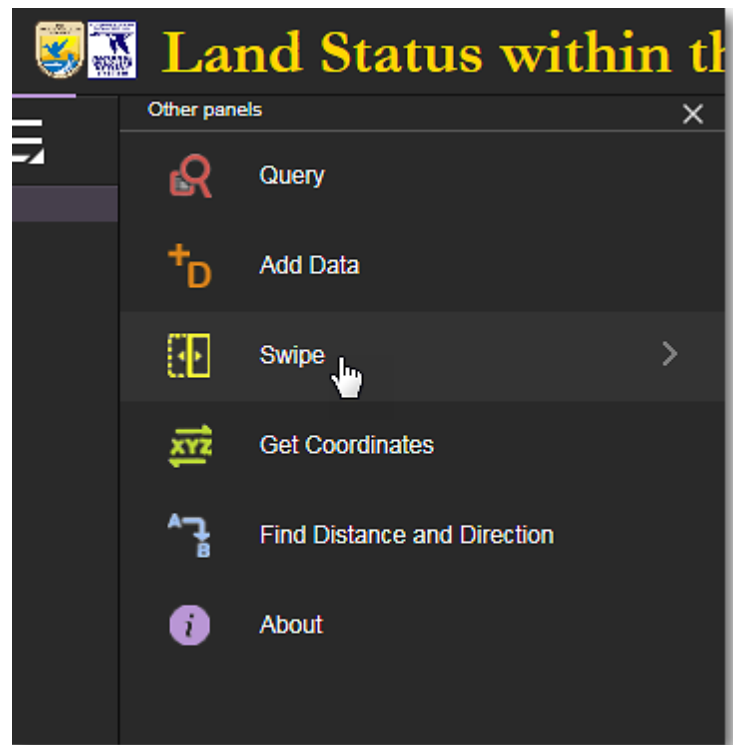 Land Status within th
Other panels
Query
+D
Add Data
Swipe
XYZ
Get Coordinates
A
B
Find Distance and Direction
i
About